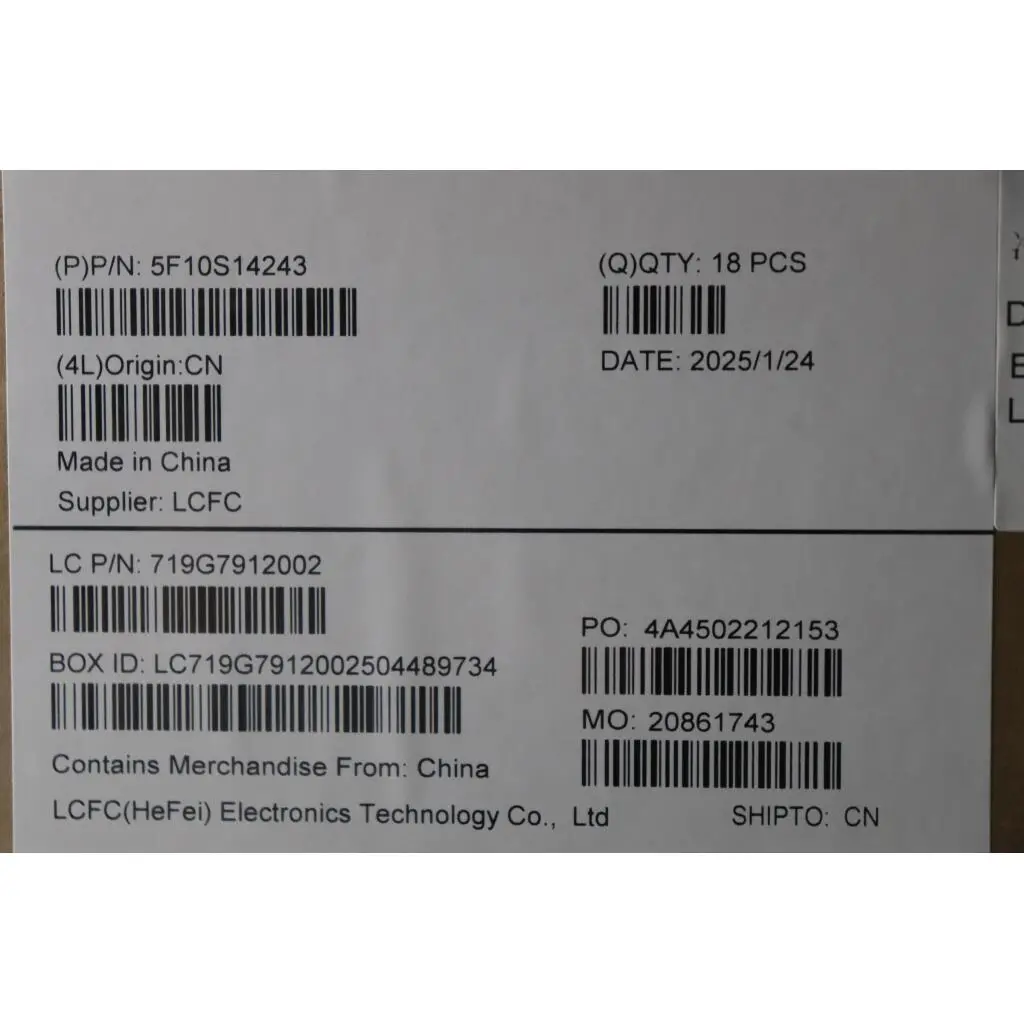 (P)P/N: 5F10S14243
(Q)QTY: 18 PCS
(4L)Origin:CN
DATE: 2025/1/24
Made in China
Supplier: LCFC
LC P/N: 719G7912002
PO: 4A4502212153
BOX ID: LC719G7912002504489734
MO: 20861743
Contains Merchandise From: China
LCFC(HeFei) Electronics Technology Co., Ltd
SHIPTO: CN